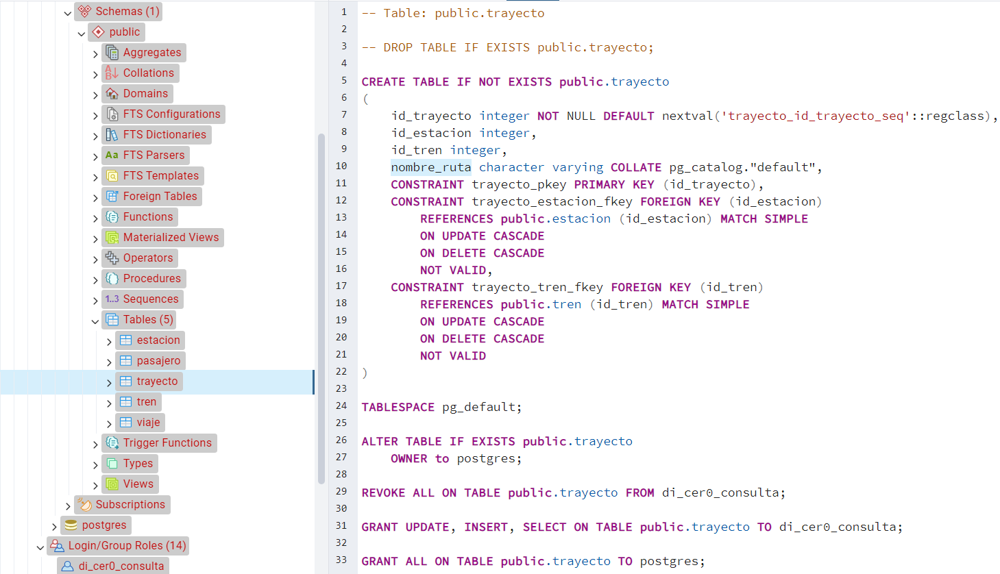 Schemas (1)
public
Aggregates
Collations
Domains
FTS Configurations
FTS Dictionaries
Aa FTS Parsers
FTS Templates
Foreign Tables
Functions
Materialized Views
Operators
Procedures
1..3 Sequences
Tables (5)
estacion
pasajero
trayecto
tren
viaje
Trigger Functions
Types
Views
Subscriptions
postgres
Login/Group Roles (14)
di_cer0_consulta
1 -- Table: public.trayecto
2
3 -- DROP TABLE IF EXISTS public.trayecto;
4
5 CREATE TABLE IF NOT EXISTS public.trayecto
6 (
7 id_trayecto integer NOT NULL DEFAULT nextval('trayecto_id_trayecto_seq'::regclass),
8 id_estacion integer,
9 id_tren integer,
10 nombre_ruta character varying COLLATE pg_catalog."default",
11 CONSTRAINT trayecto_pkey PRIMARY KEY (id_trayecto),
12 CONSTRAINT trayecto_estacion_fkey FOREIGN KEY (id_estacion)
13 REFERENCES public.estacion (id_estacion) MATCH SIMPLE
14 ON UPDATE CASCADE
15 ON DELETE CASCADE
16 NOT VALID,
17 CONSTRAINT trayecto_tren_fkey FOREIGN KEY (id_tren)
18 REFERENCES public.tren (id_tren) MATCH SIMPLE
19 ON UPDATE CASCADE
20 ON DELETE CASCADE
21 NOT VALID
22 )
23
24 TABLESPACE pg_default;
25
26 ALTER TABLE IF EXISTS public.trayecto
27 OWNER to postgres;
28
29 REVOKE ALL ON TABLE public.trayecto FROM di_cer0_consulta;
30
31 GRANT UPDATE, INSERT, SELECT ON TABLE public.trayecto TO di_cer0_consulta;
32
33 GRANT ALL ON TABLE public.trayecto TO postgres;